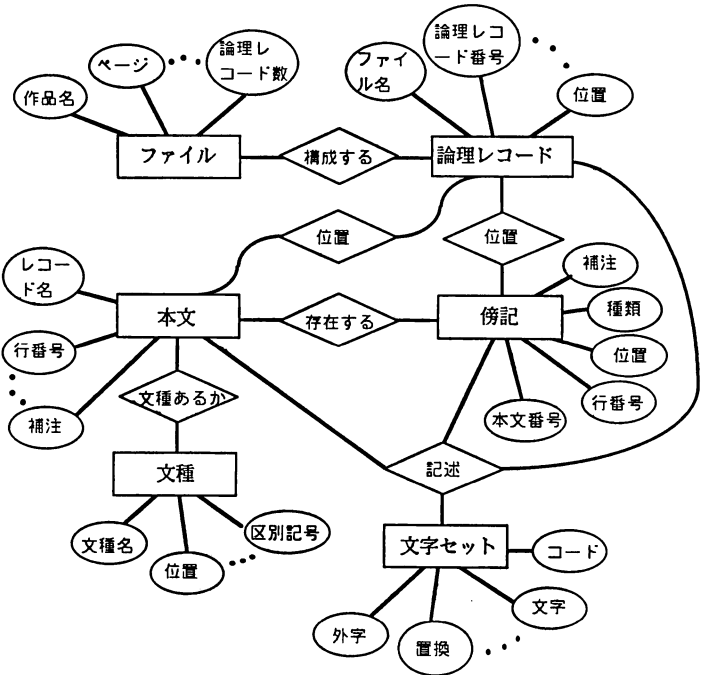 論理レ
コード数
ページ
作品名
論理レコ
ード番号
ファイ
ル名
位置
ファイル
構成する
論理レコード
位置
位置
レコー
ド名
補注
本文
存在する
傍記
種類
行番号
位置
補注
文種あるか
本文番号
行番号
文種
記述
文種名
位置
区別記号
文字セット
コード
外字
置換
文字